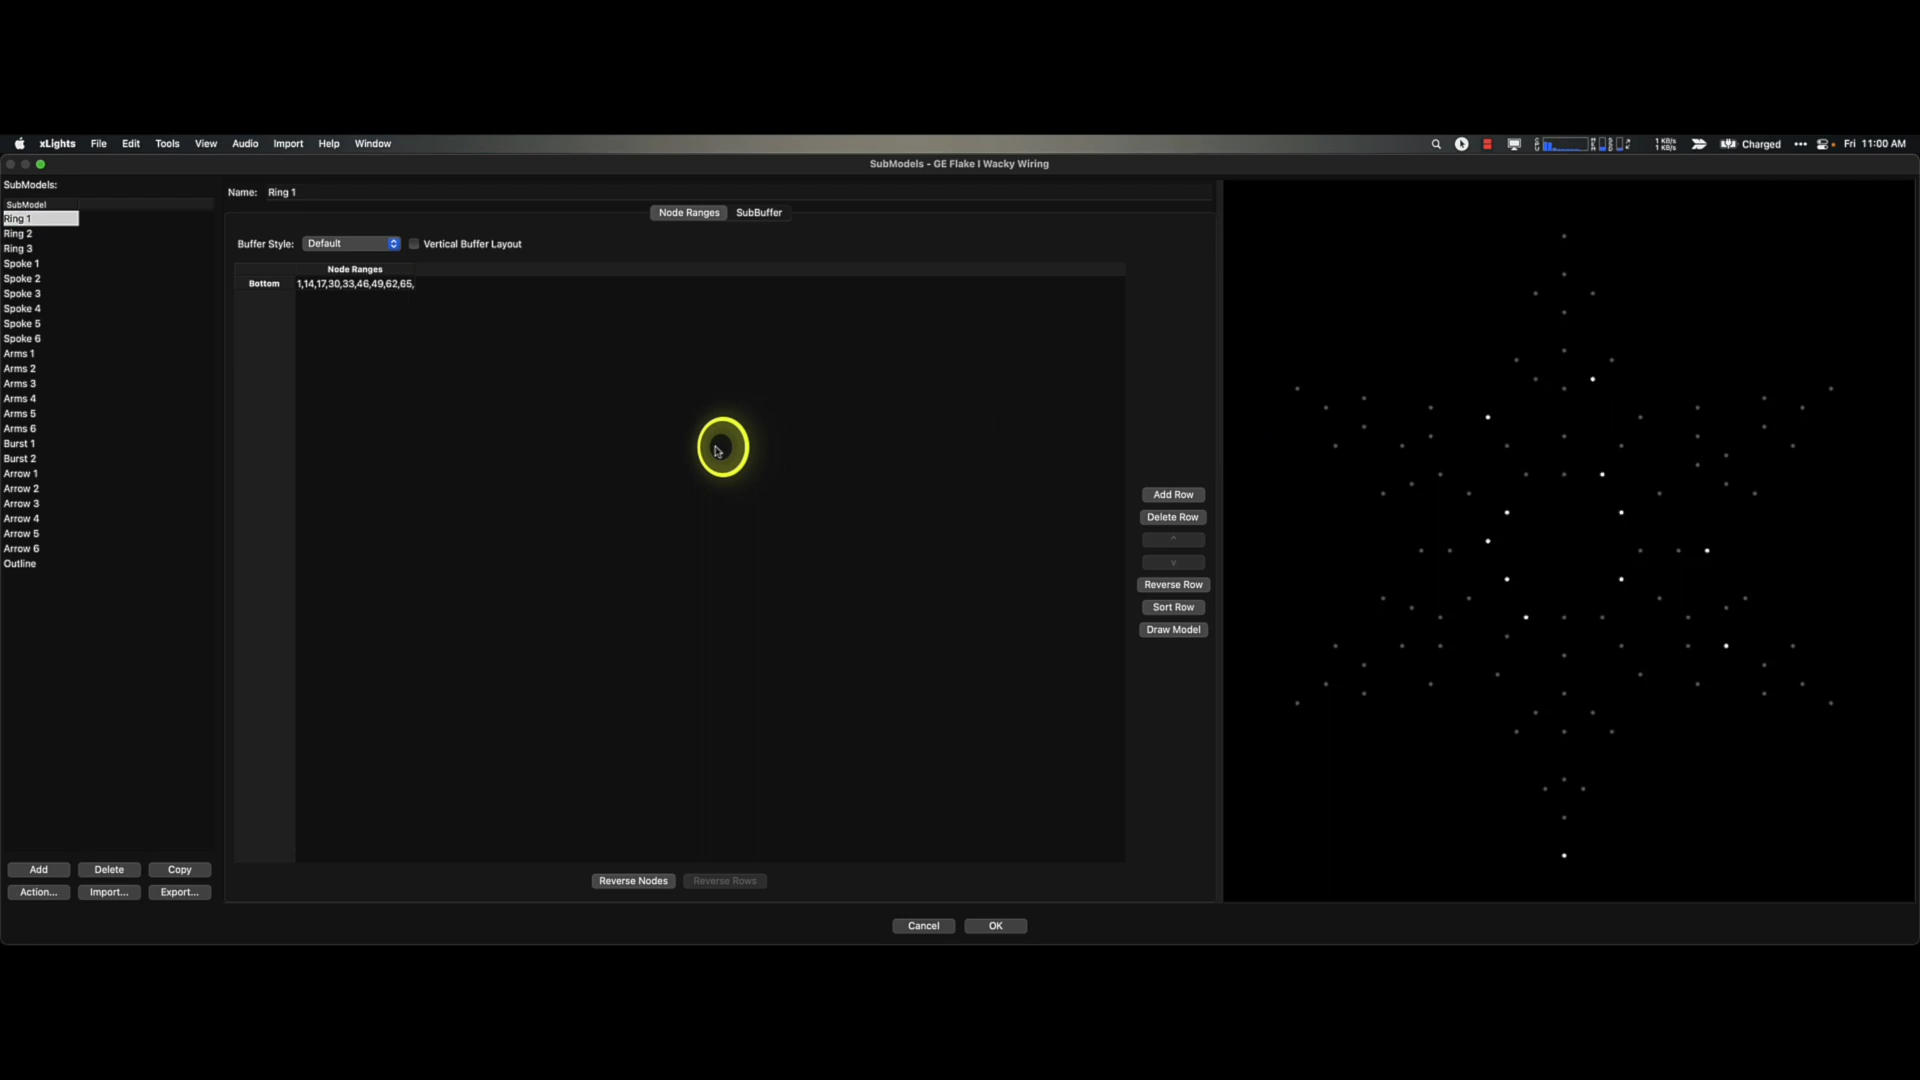 xLights File Edit Tools View Audio Import Help Window
1 KB/s
1 KB/s
Charged ••• Fri 11:00 AM
SubModels - GE Flake I Wacky Wiring
SubModels:
SubModel
Ring 1
Ring 2
Ring 3
Spoke 1
Spoke 2
Spoke 3
Spoke 4
Spoke 5
Spoke 6
Arms 1
Arms 2
Arms 3
Arms 4
Arms 5
Arms 6
Burst 1
Burst 2
Arrow 1
Arrow 2
Arrow 3
Arrow 4
Arrow 5
Arrow 6
Outline
Add Delete Copy
Action... Import... Export...
Name: Ring 1
Node Ranges SubBuffer
Buffer Style: Default Vertical Buffer Layout
Node Ranges
Bottom 1,14,17,30,33,46,49,62,65,
Add Row
Delete Row
^
v
Reverse Row
Sort Row
Draw Model
Reverse Nodes Reverse Rows
Cancel OK